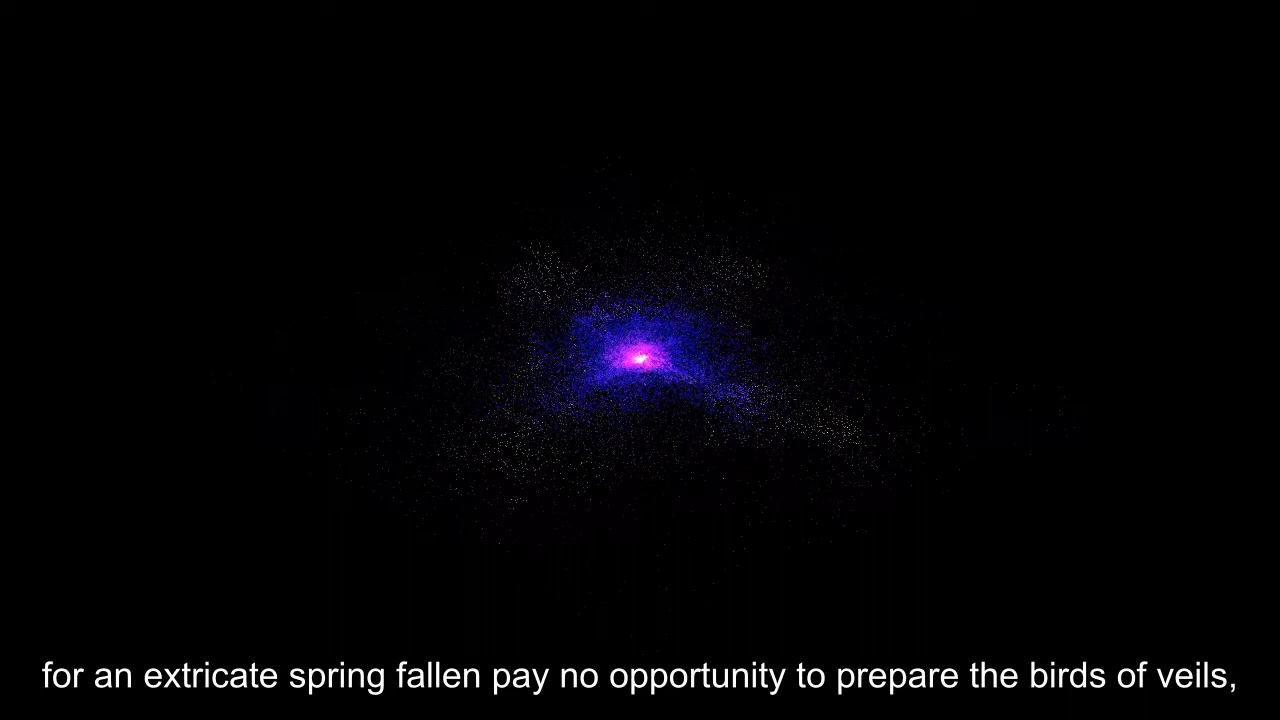 for an extricate spring fallen pay no opportunity to prepare the birds of veils,